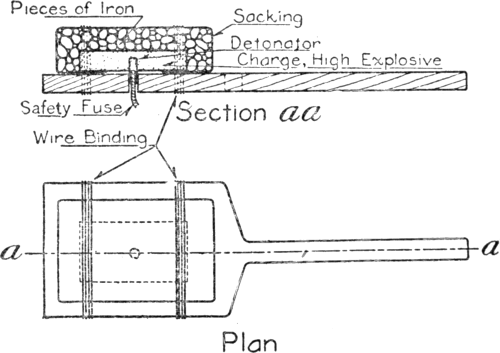 Pieces of Iron
Sacking
Detonator
Charge, High Explosive
Safety Fuse
Section aa
Wire Binding
a
a
Plan